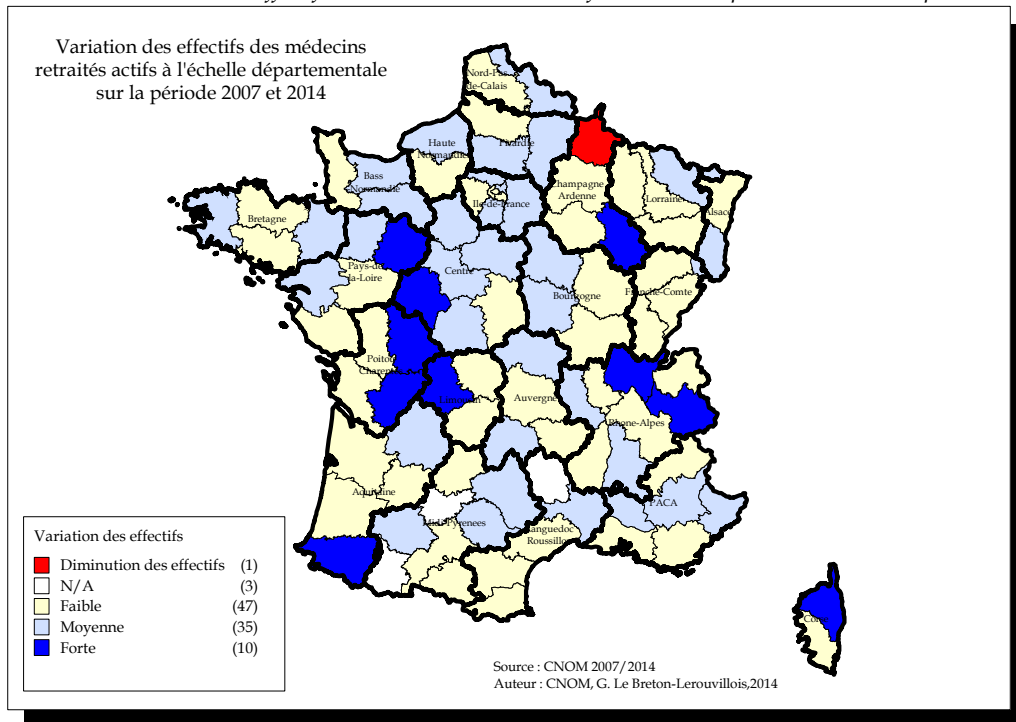 Variation des effectifs des médecins
retraités actifs à l'échelle départementale
sur la période 2007 et 2014
Nord-Pas
de-Calais
Picardie
Haute
Normandie
Bass
Normandie
Ile-de-France
Champagne
Ardenne
Lorraine
Alsace
Bretagne
Pays-de
la-Loire
Centre
Bourgogne
Franche-Comte
Poitou
Charente
Limousin
Auvergne
Rhone-Alpes
Aquitaine
Midi-Pyrenees
Languedoc
Roussillon
PACA
Corse
Variation des effectifs
Diminution des effectifs (1)
N/A (3)
Faible (47)
Moyenne (35)
Forte (10)
Source : CNOM 2007/2014
Auteur : CNOM, G. Le Breton-Lerouvillois,2014